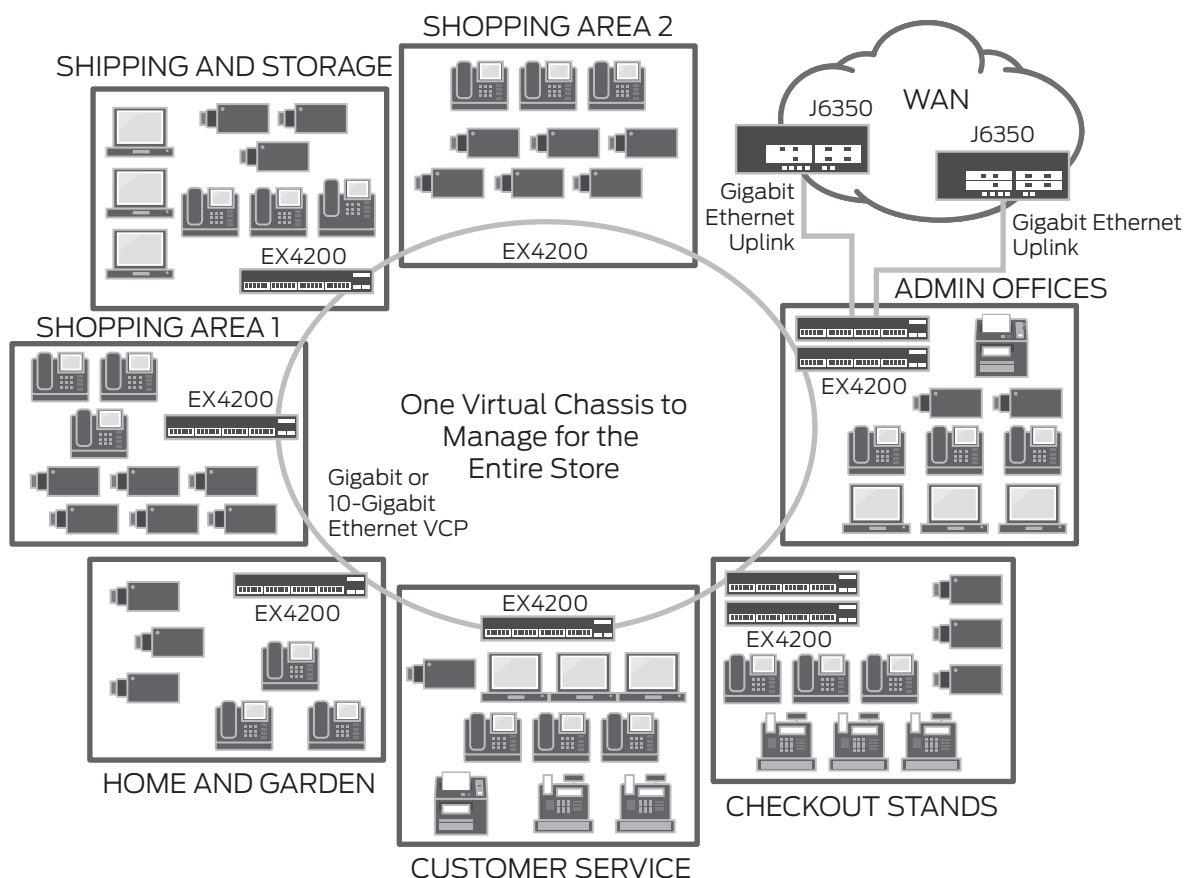 SHOPPING AREA 2
SHIPPING AND STORAGE
WAN
J6350
J6350
Gigabit
Ethernet
Uplink
Gigabit Ethernet
Uplink
EX4200
EX4200
ADMIN OFFICES
SHOPPING AREA 1
EX4200
EX4200
One Virtual Chassis to
Manage for the
Entire Store
Gigabit or
10-Gigabit
Ethernet VCP
EX4200
EX4200
EX4200
HOME AND GARDEN
CHECKOUT STANDS
CUSTOMER SERVICE